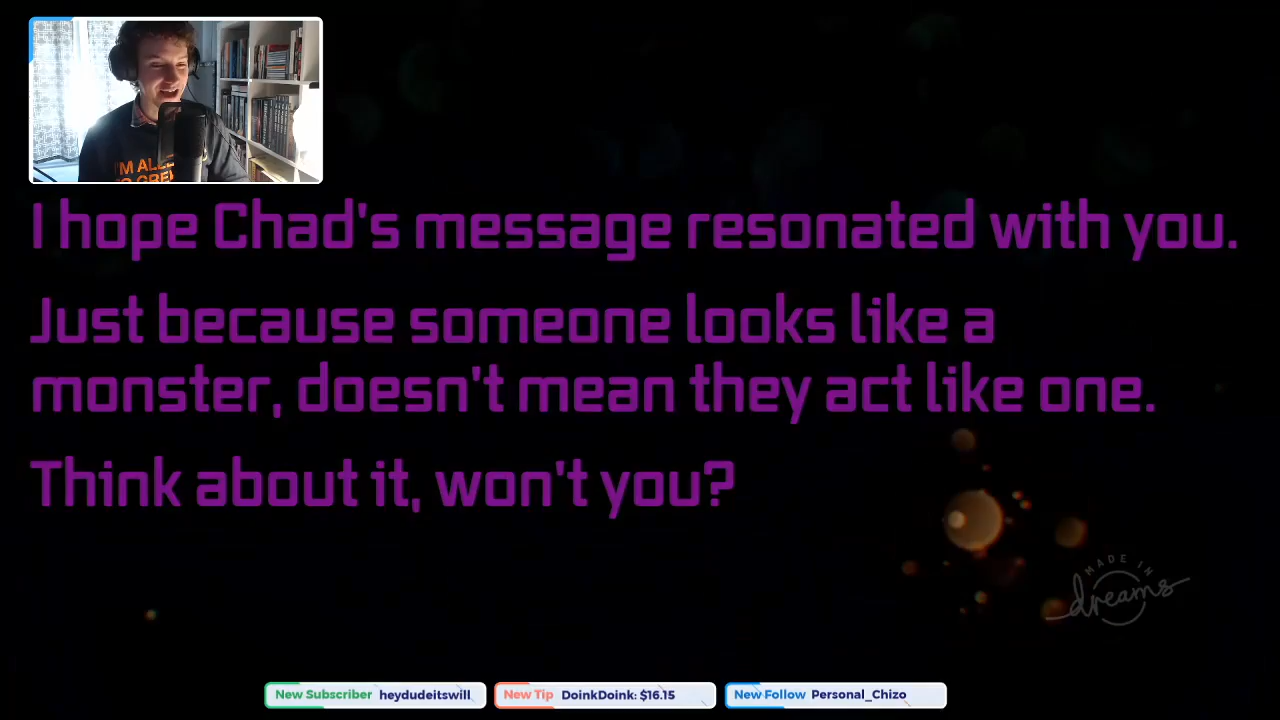 I'M ALLE
I hope Chad's message resonated with you.
Just because someone looks like a
monster, doesn't mean they act like one.
Think about it, won't you?
MADE IN
dreams
New Subscriber heydudeitswill
New Tip DoinkDoink: $16.15
New Follow Personal_Chizo